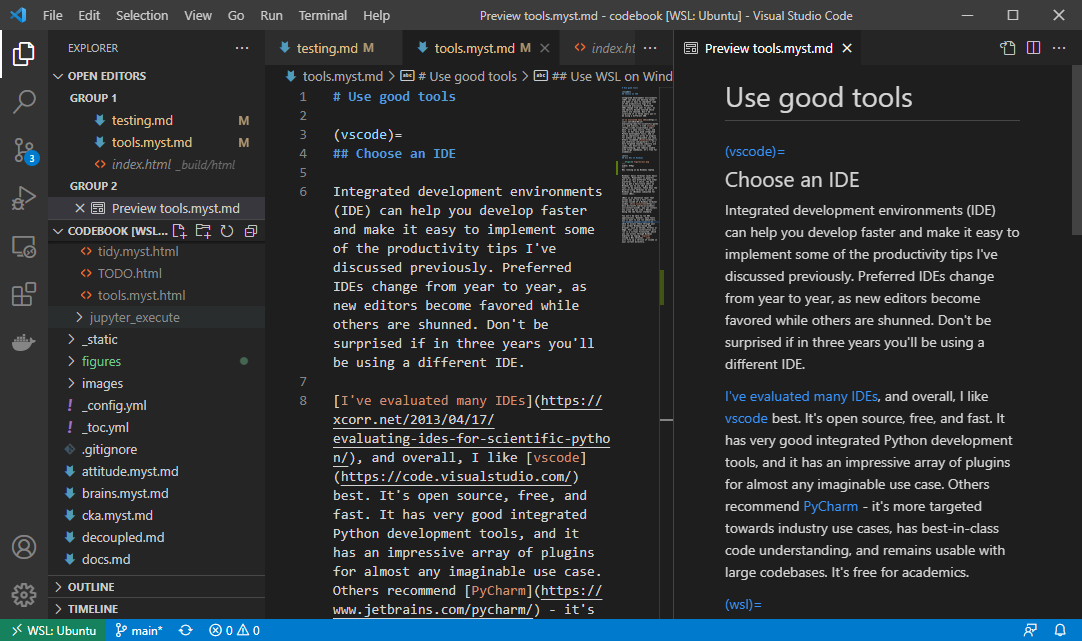 File Edit Selection View Go Run Terminal Help Preview tools.myst.md - codebook [WSL: Ubuntu] - Visual Studio Code
EXPLORER
OPEN EDITORS
GROUP 1
testing.md M
tools.myst.md M
index.html _build/html
GROUP 2
Preview tools.myst.md
CODEBOOK [WSL...
tidy.myst.html
TODO.html
tools.myst.html
jupyter_execute
_static
figures
images
_config.yml
_toc.yml
.gitignore
attitude.myst.md
brains.myst.md
cka.myst.md
decoupled.md
docs.md
OUTLINE
TIMELINE
3
testing.md M tools.myst.md M index.ht
tools.myst.md > # Use good tools > ## Use WSL on Wind
1 # Use good tools
2
3 (vscode)=
4 ## Choose an IDE
5
6 Integrated development environments
(IDE) can help you develop faster
and make it easy to implement some
of the productivity tips I've
discussed previously. Preferred
IDEs change from year to year, as
new editors become favored while
others are shunned. Don't be
surprised if in three years you'll
be using a different IDE.
7
8 [I've evaluated many IDEs](https://
xcorr.net/2013/04/17/
evaluating-ides-for-scientific-pytho
n/), and overall, I like [vscode]
(https://code.visualstudio.com/)
best. It's open source, free, and
fast. It has very good integrated
Python development tools, and it
has an impressive array of plugins
for almost any imaginable use case.
Others recommend [PyCharm](https://
www.jetbrains.com/pycharm/) - it's
Preview tools.myst.md
Use good tools
(vscode)=
Choose an IDE
Integrated development environments (IDE)
can help you develop faster and make it easy to
implement some of the productivity tips I've
discussed previously. Preferred IDEs change
from year to year, as new editors become
favored while others are shunned. Don't be
surprised if in three years you'll be using a
different IDE.
I've evaluated many IDEs, and overall, I like
vscode best. It's open source, free, and fast. It
has very good integrated Python development
tools, and it has an impressive array of plugins
for almost any imaginable use case. Others
recommend PyCharm - it's more targeted
towards industry use cases, has best-in-class
code understanding, and remains usable with
large codebases. It's free for academics.
(wsl)=
WSL: Ubuntu main* 0 0